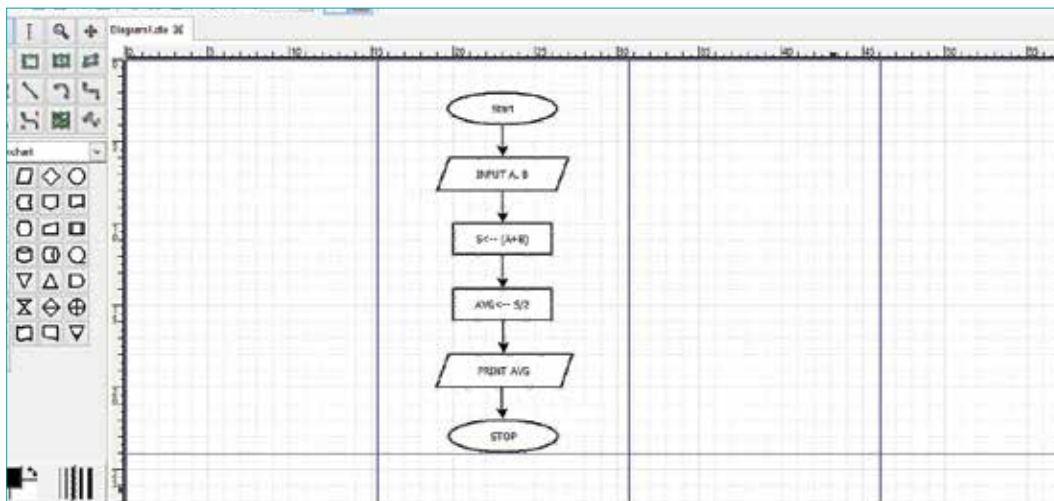 Diagram1.dia
Start
INPUT A, B
S<-- (A+B)
AVG<-- S/2
PRINT AVG
STOP